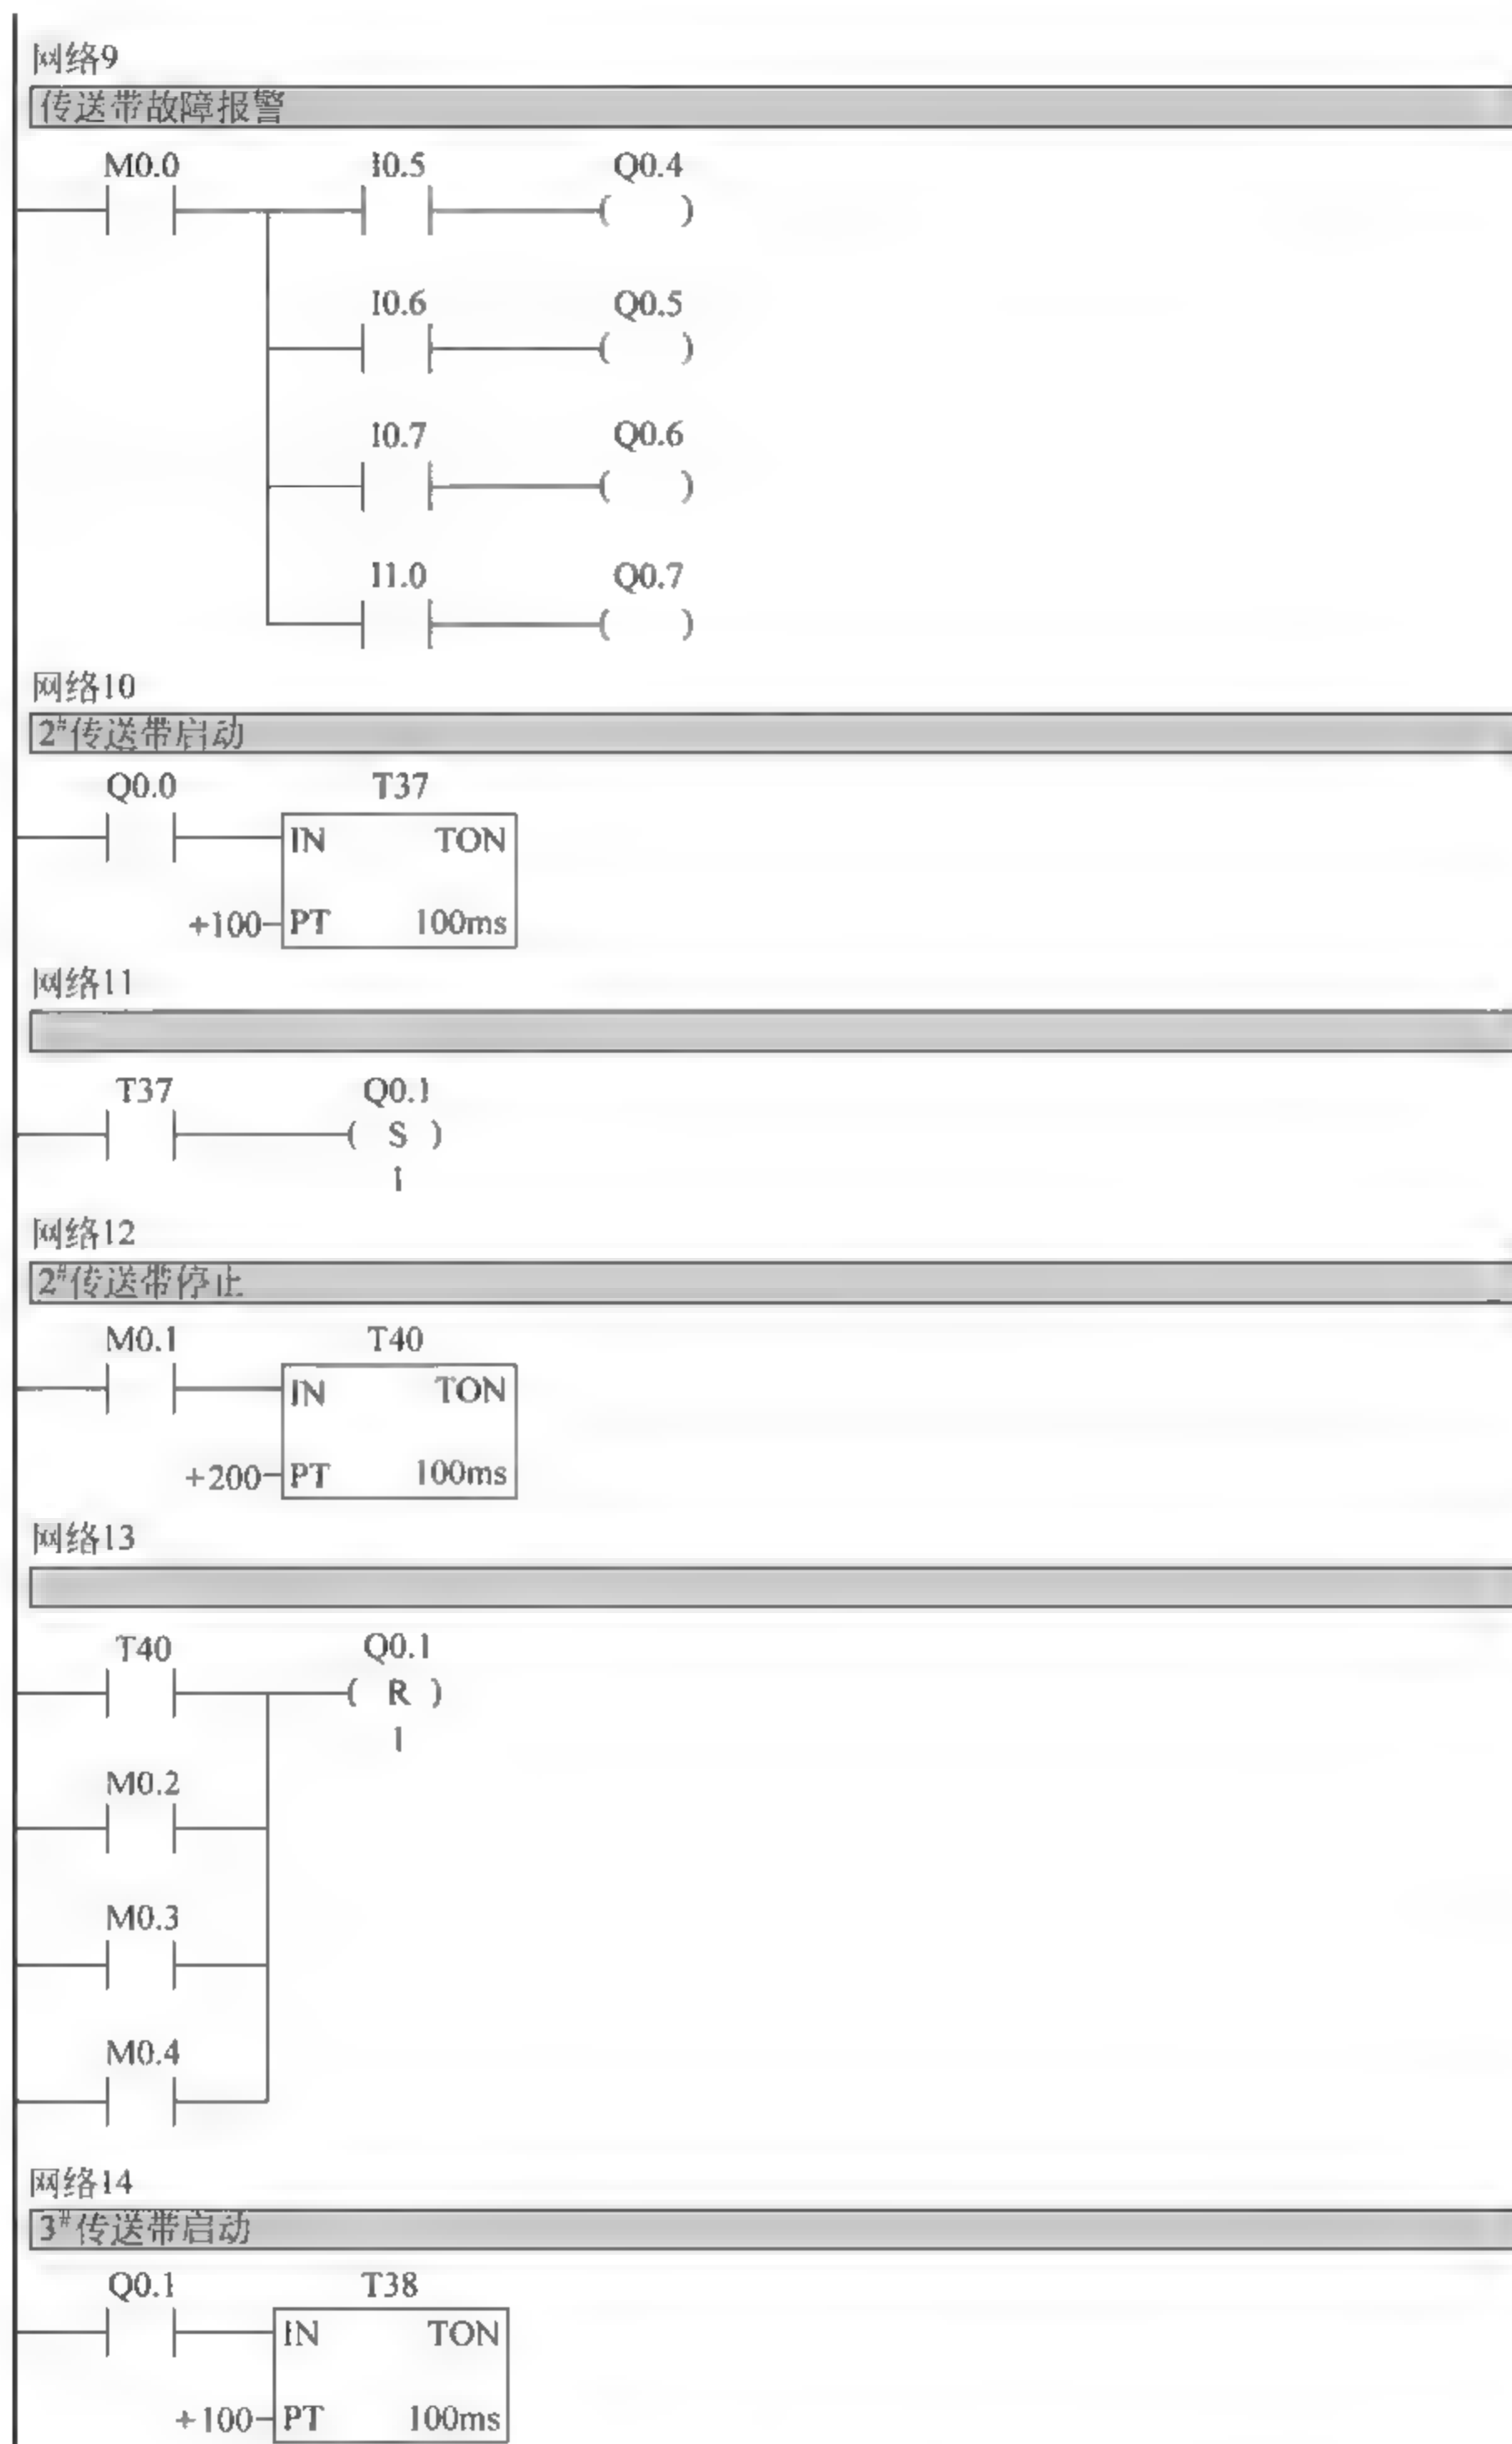 网络9
传送带故障报警
M0.0 I0.5 Q0.4
( )
I0.6 Q0.5
( )
I0.7 Q0.6
( )
I1.0 Q0.7
( )
网络10
2#传送带启动
Q0.0 T37
IN TON
+100 PT 100ms
网络11
T37 Q0.1
( S )
1
网络12
2#传送带停止
M0.1 T40
IN TON
+200 PT 100ms
网络13
T40 Q0.1
( R )
1
M0.2
M0.3
M0.4
网络14
3#传送带启动
Q0.1 T38
IN TON
+100 PT 100ms